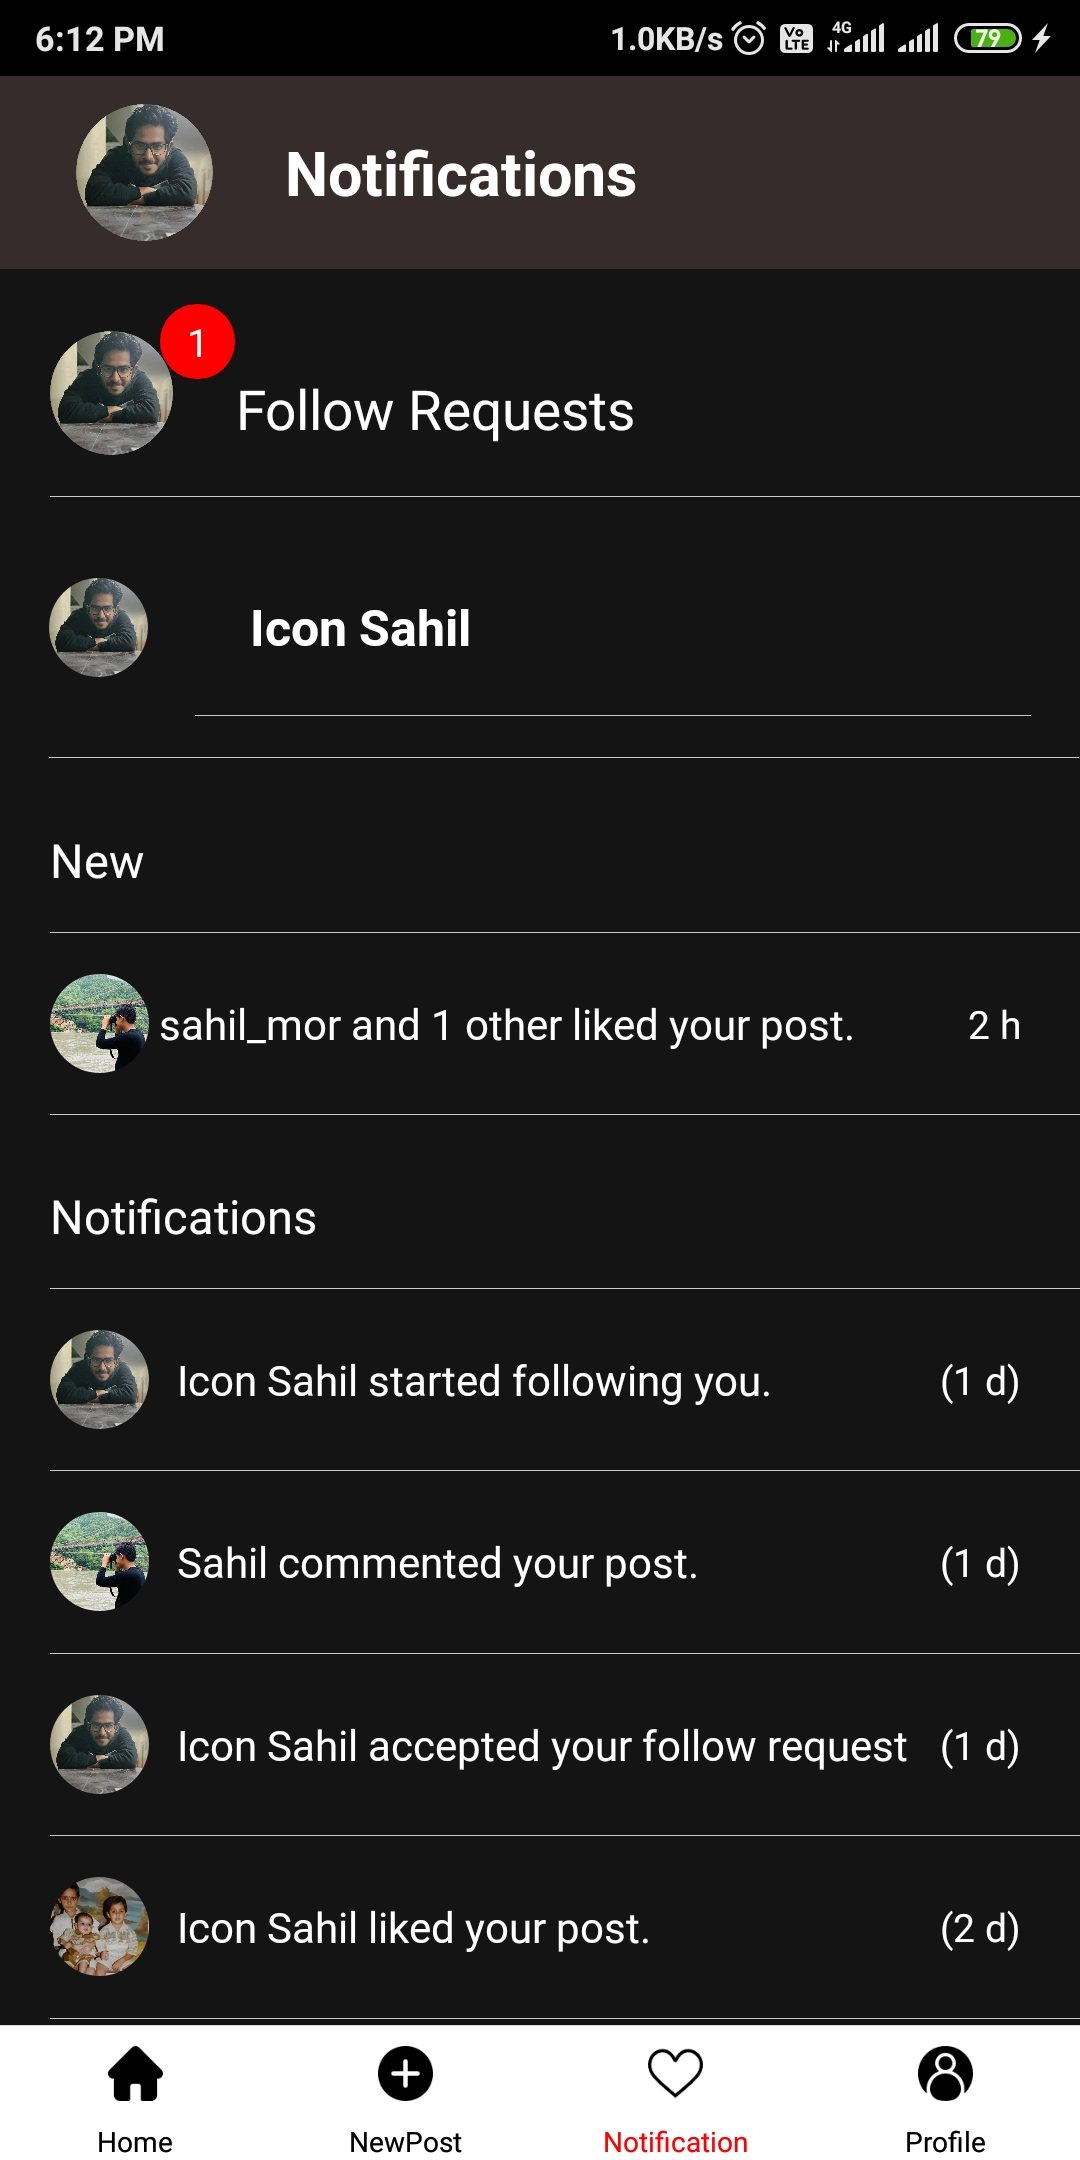 6:12 PM 1.0KB/s Vo LTE 4G 79
Notifications
1
Follow Requests
Icon Sahil
New
sahil_mor and 1 other liked your post. 2 h
Notifications
Icon Sahil started following you. (1 d)
Sahil commented your post. (1 d)
Icon Sahil accepted your follow request (1 d)
Icon Sahil liked your post. (2 d)
Home NewPost Notification Profile